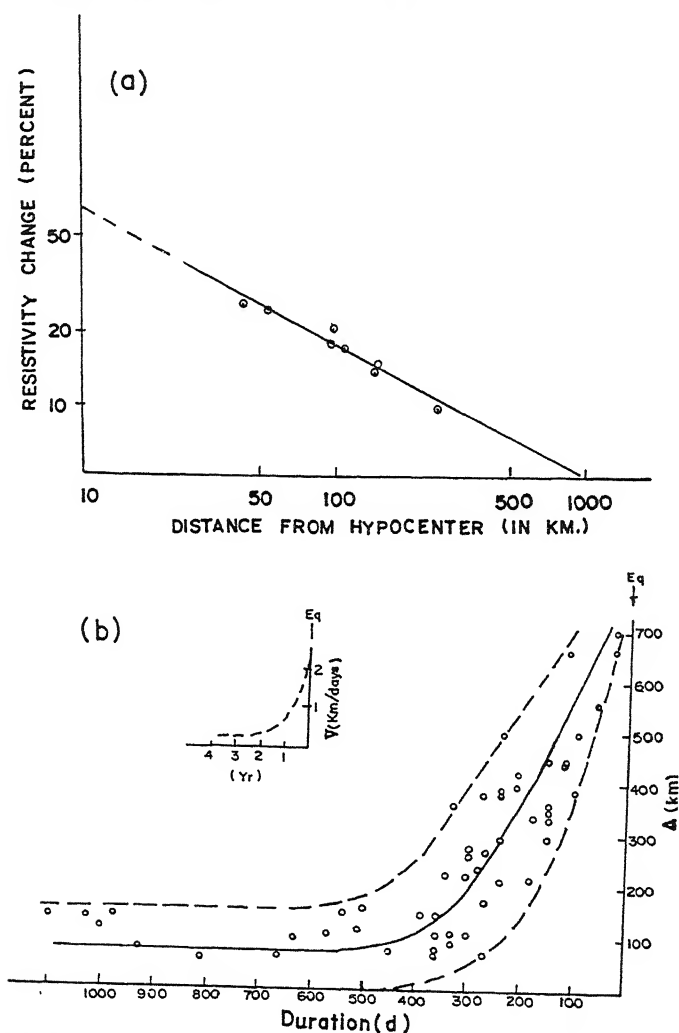 (a)
RESISTIVITY CHANGE (PERCENT)
50
20
10
10 50 100 500 1000
DISTANCE FROM HYPOCENTER (IN KM.)
(b)
Eq
2
1
V̄(Km/days)
4 3 2 1
(Yr)
Eq
700
600
500
400
300
200
100
Δ (km)
1000 900 800 700 600 500 400 300 200 100
Duration(d)